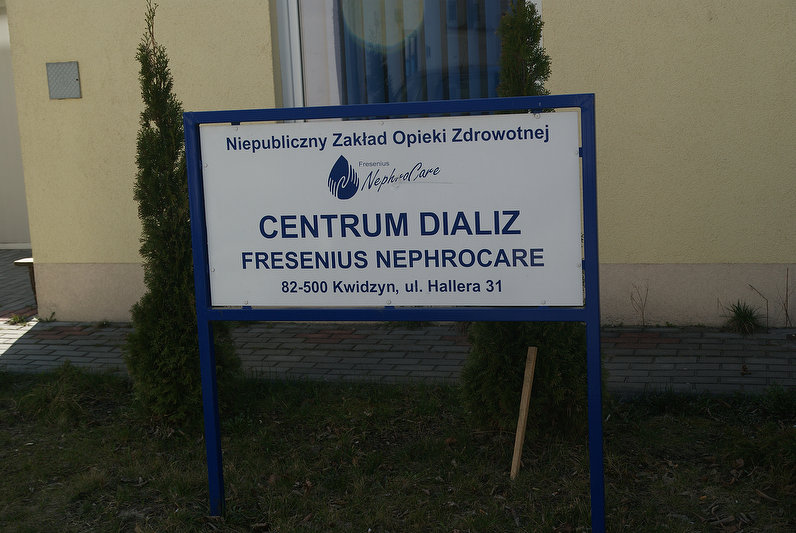 Niepubliczny Zakład Opieki Zdrowotnej
Fresenius
NephroCare
CENTRUM DIALIZ
FRESENIUS NEPHROCARE
82-500 Kwidzyn, ul. Hallera 31